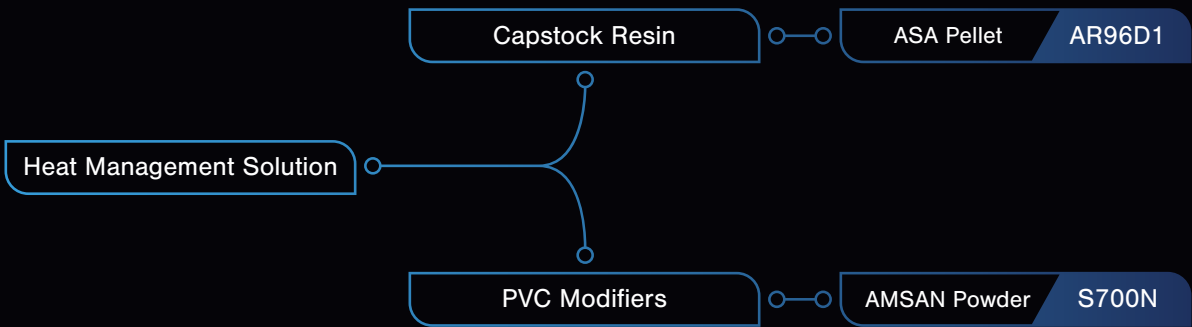 Capstock Resin
ASA Pellet AR96D1
Heat Management Solution
PVC Modifiers
AMSAN Powder S700N